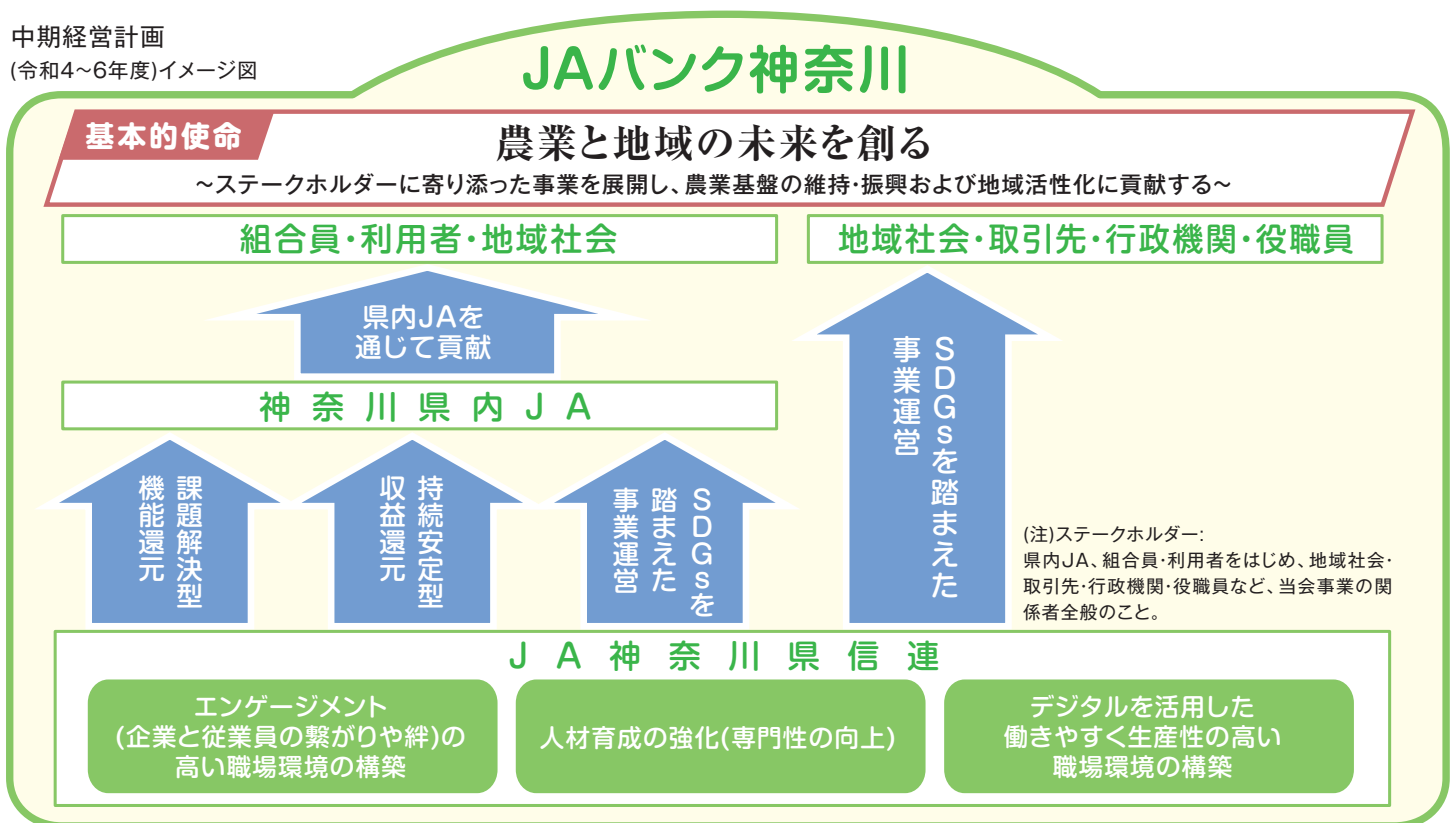 中期経営計画
(令和4~6年度)イメージ図
JAバンク神奈川
基本的使命
農業と地域の未来を創る
~ステークホルダーに寄り添った事業を展開し、農業基盤の維持・振興および地域活性化に貢献する~
組合員・利用者・地域社会
地域社会・取引先・行政機関・役職員
県内JAを
通じて貢献
神奈川県内JA
課題解決型
機能還元
持続安定型
収益還元
SDGsを
踏まえた
事業運営
SDGsを踏まえた
事業運営
(注)ステークホルダー:
県内JA、組合員・利用者をはじめ、地域社会・
取引先・行政機関・役職員など、当会事業の関
係者全般のこと。
JA神奈川県信連
エンゲージメント
(企業と従業員の繋がりや絆)の
高い職場環境の構築
人材育成の強化(専門性の向上)
デジタルを活用した
働きやすく生産性の高い
職場環境の構築